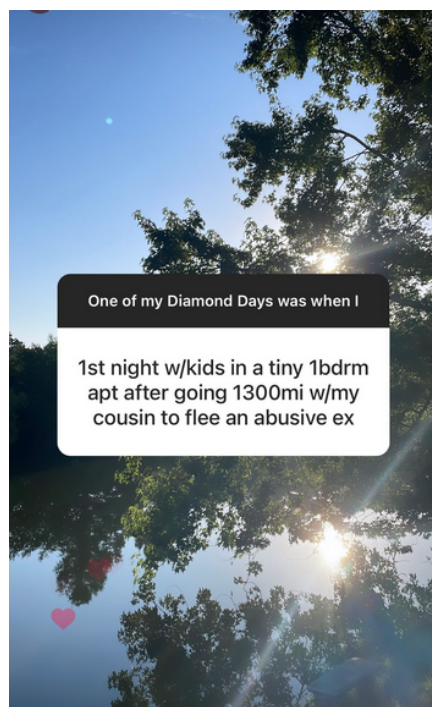 One of my Diamond Days was when I
1st night w/kids in a tiny 1bdrm
apt after going 1300mi w/my
cousin to flee an abusive ex